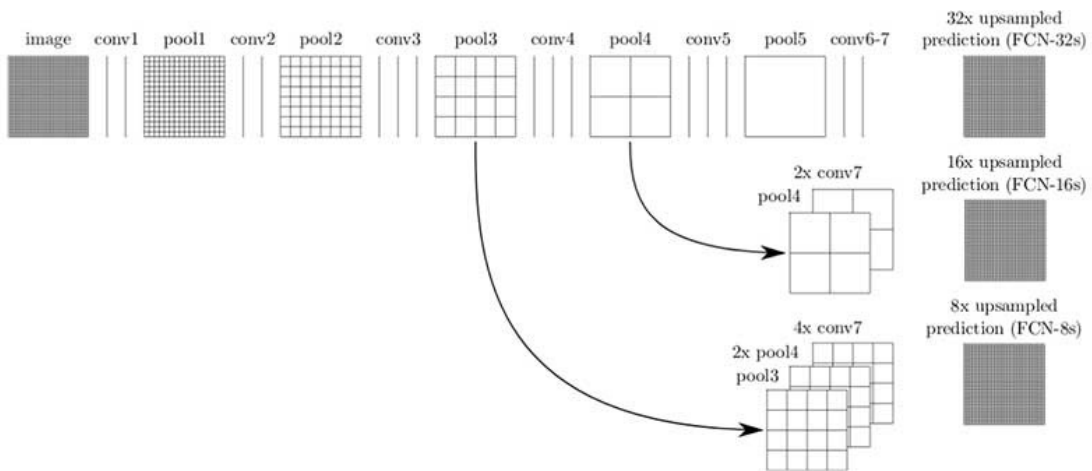 32x upsampled
image conv1 pool1 conv2 pool2 conv3 pool3 conv4 pool4 conv5 pool5 conv6-7 prediction (FCN-32s)
16x upsampled
2x conv7 prediction (FCN-16s)
pool4
8x upsampled
4x conv7 prediction (FCN-8s)
2x pool4
pool3